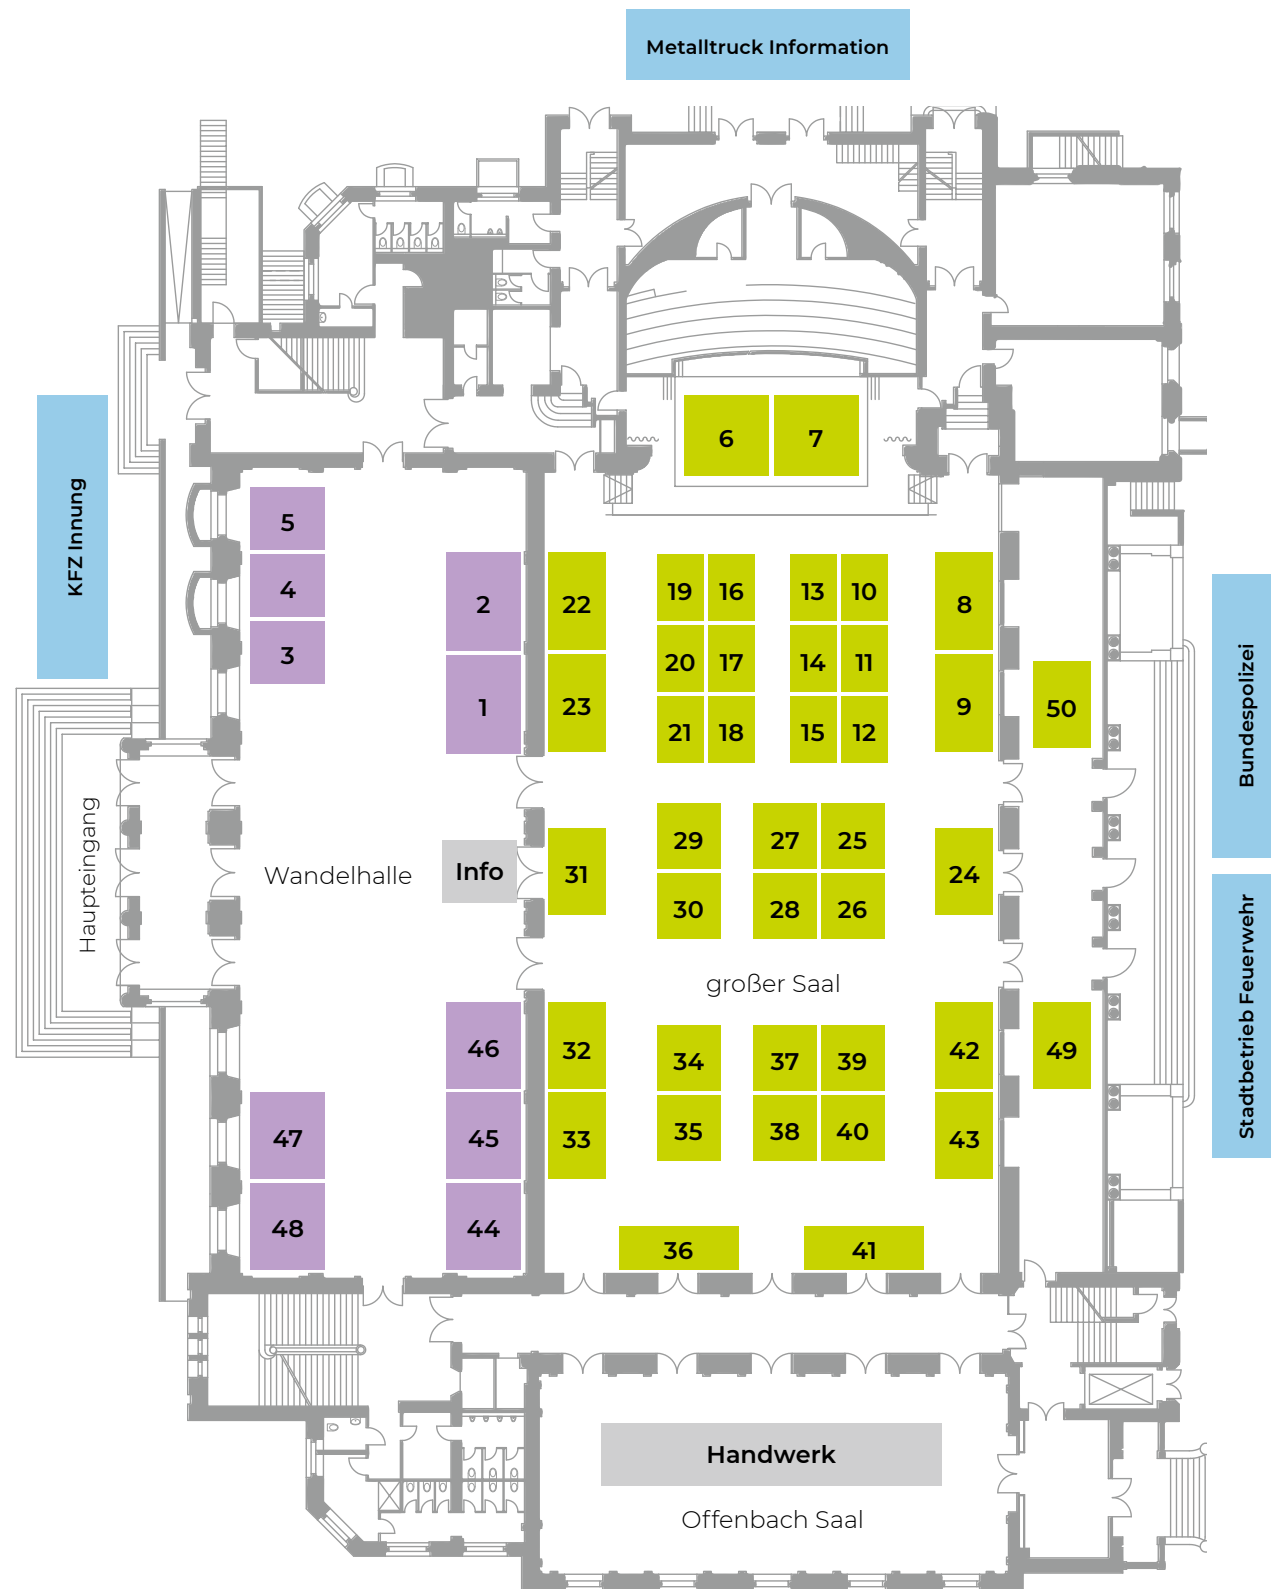 Metalltruck Information
KFZ Innung
Bundespolizei
Stadtbetrieb Feuerwehr
Haupteingang
6 7
5
4
3
2
1
22
23
19 16 13 10
20 17 14 11
21 18 15 12
8
9
50
Wandelhalle
Info
31
29 27 25
30 28 26
24
großer Saal
46
45
44
47
48
32
33
34 37 39
35 38 40
42
43
49
36 41
Handwerk
Offenbach Saal